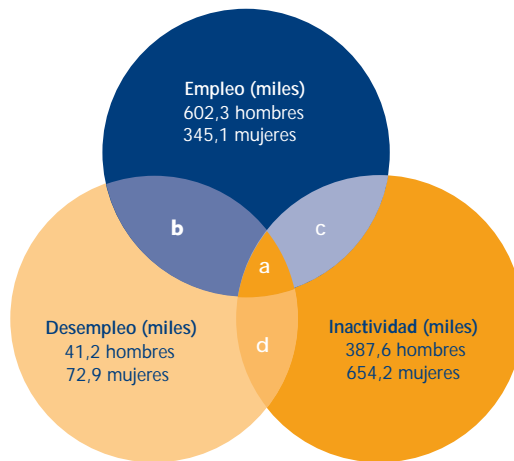 Empleo (miles)
602,3 hombres
345,1 mujeres
b
c
a
Desempleo (miles)
41,2 hombres
72,9 mujeres
d
Inactividad (miles)
387,6 hombres
654,2 mujeres